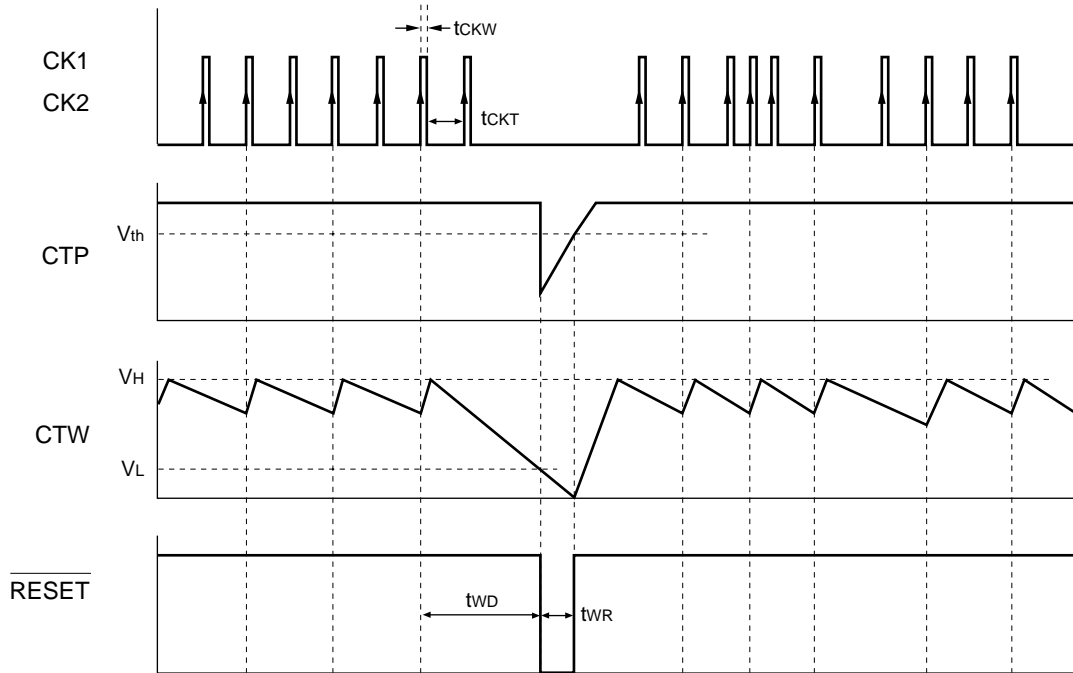 tCKW
CK1
CK2
tCKT
Vth
CTP
VH
CTW
VL
RESET
tWD
tWR